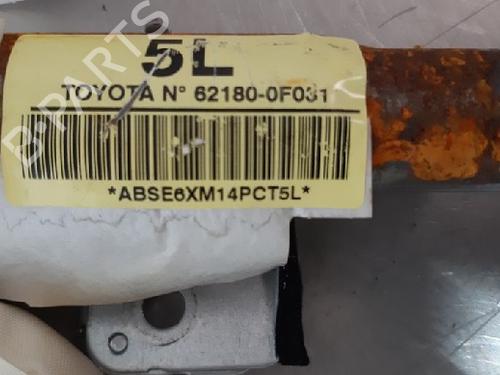 B-PARTS
5L
TOYOTA N° 62180-0F031
*ABSE6XM14PCT5L*